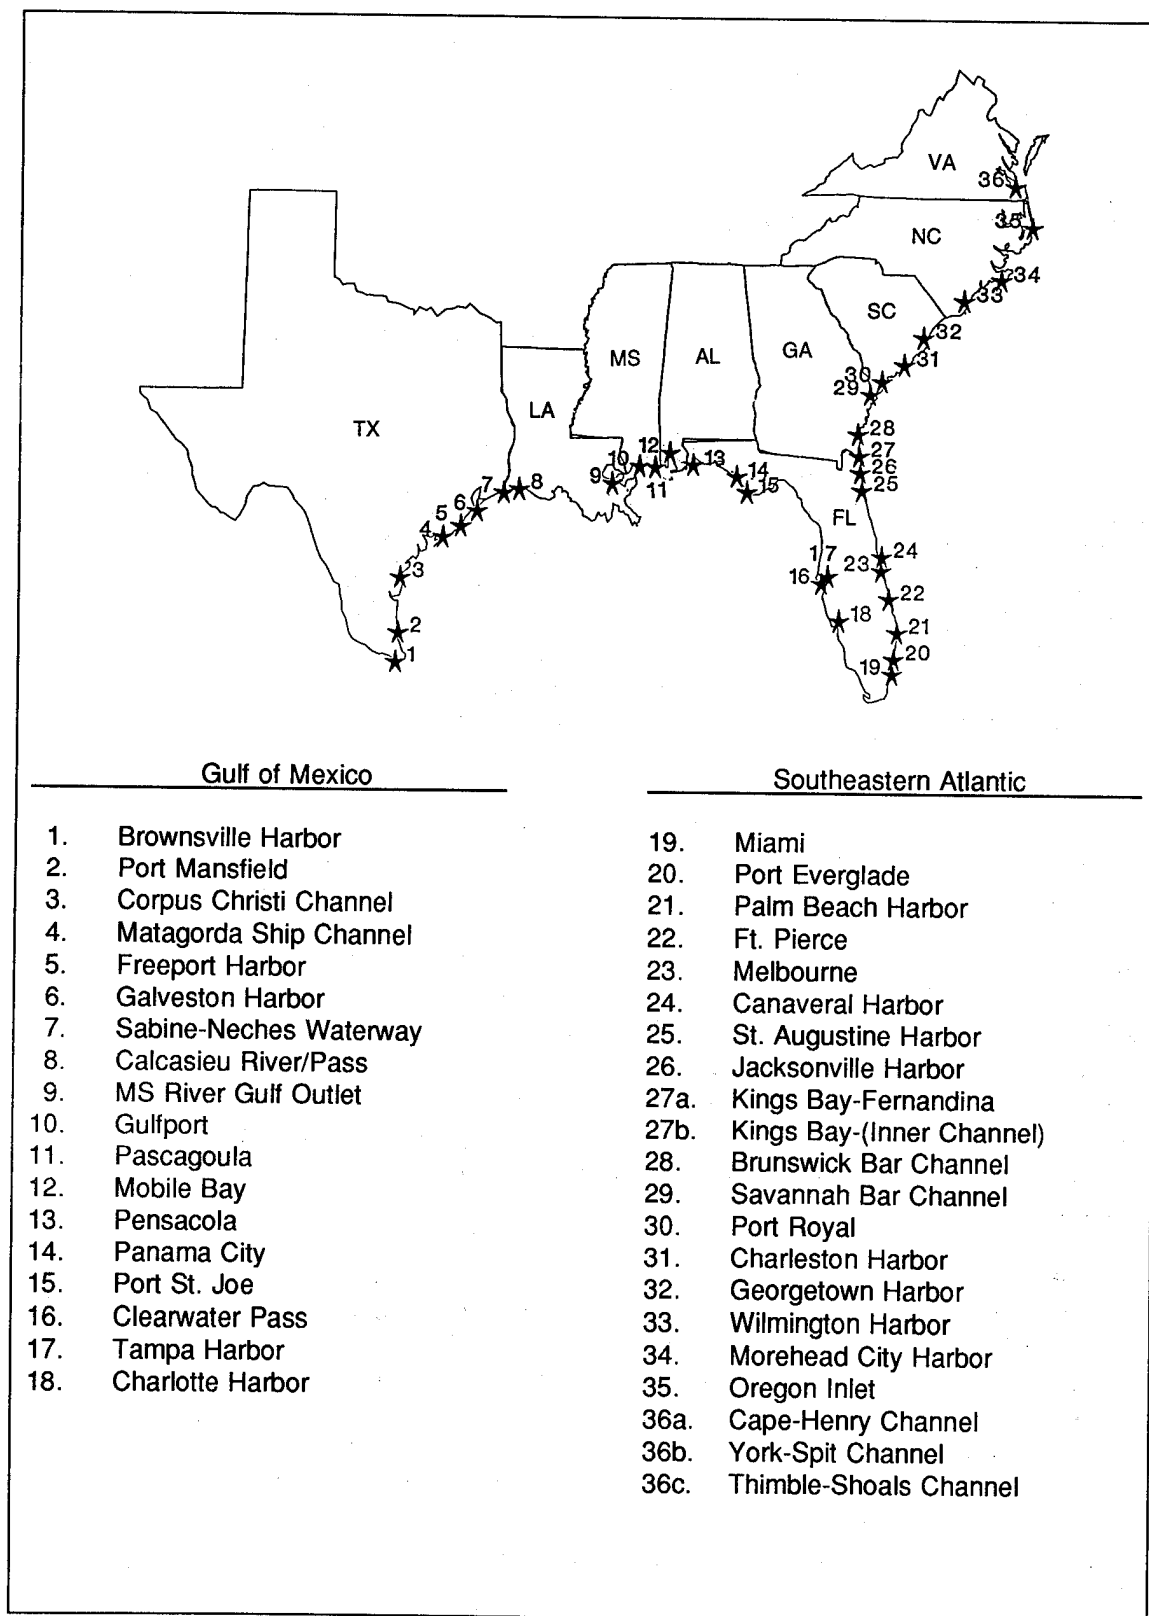 VA
36
35
NC
34
33
SC
32
31
30
29
MS
AL
GA
LA
TX
28
27
26
25
12
10
13
14
15
11
9
8
7
6
5
4
FL
24
17
23
16
23
22
18
2
21
20
1
19
Gulf of Mexico
1. Brownsville Harbor
2. Port Mansfield
3. Corpus Christi Channel
4. Matagorda Ship Channel
5. Freeport Harbor
6. Galveston Harbor
7. Sabine-Neches Waterway
8. Calcasieu River/Pass
9. MS River Gulf Outlet
10. Gulfport
11. Pascagoula
12. Mobile Bay
13. Pensacola
14. Panama City
15. Port St. Joe
16. Clearwater Pass
17. Tampa Harbor
18. Charlotte Harbor
Southeastern Atlantic
19. Miami
20. Port Everglade
21. Palm Beach Harbor
22. Ft. Pierce
23. Melbourne
24. Canaveral Harbor
25. St. Augustine Harbor
26. Jacksonville Harbor
27a. Kings Bay-Fernandina
27b. Kings Bay-(Inner Channel)
28. Brunswick Bar Channel
29. Savannah Bar Channel
30. Port Royal
31. Charleston Harbor
32. Georgetown Harbor
33. Wilmington Harbor
34. Morehead City Harbor
35. Oregon Inlet
36a. Cape-Henry Channel
36b. York-Spit Channel
36c. Thimble-Shoals Channel